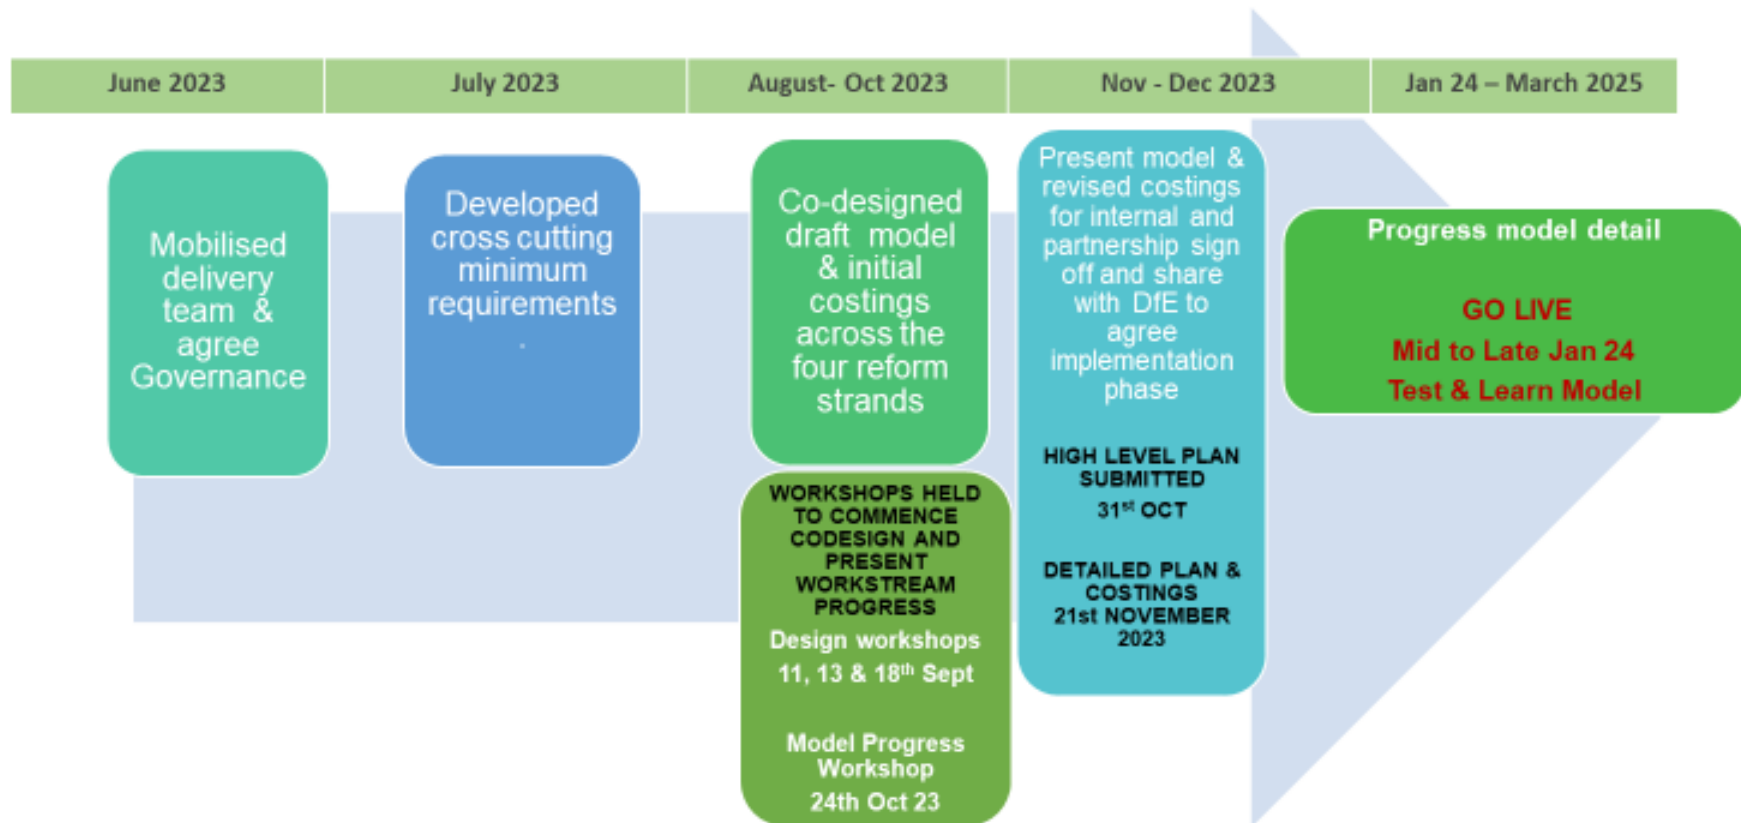 June 2023
July 2023
August- Oct 2023
Nov - Dec 2023
Jan 24 – March 2025
Mobilised
delivery
team & 
agree
Governance
Developed
cross cutting
minimum
requirements
.
Co-designed
draft model
& initial
costings
across the
four reform
strands
WORKSHOPS HELD
TO COMMENCE
CODESIGN AND
PRESENT
WORKSTREAM
PROGRESS
Design workshops
11, 13 & 18th Sept
Model Progress
Workshop
24th Oct 23
Present model &
revised costings
for internal and
partnership sign
off and share
with DfE to
agree
implementation
phase
HIGH LEVEL PLAN
SUBMITTED
31st OCT
DETAILED PLAN &
COSTINGS
21st NOVEMBER
2023
Progress model detail
GO LIVE
Mid to Late Jan 24
Test & Learn Model